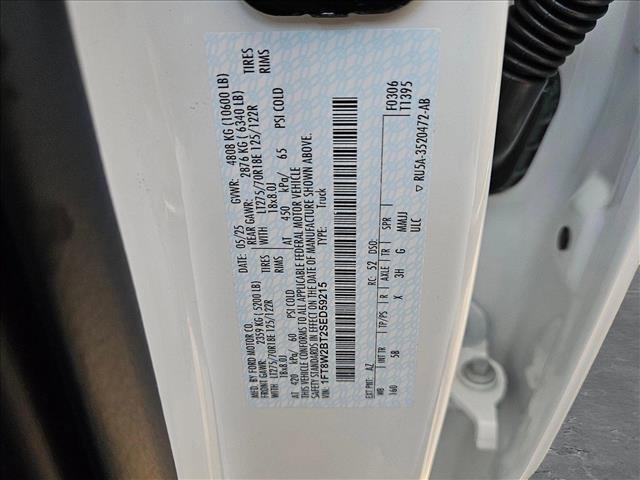 MFD. BY FORD MOTOR CO.
DATE: 05/25 GVWR: 4808 KG (10600 LB)
FRONT GAWR: 2359 KG (5200 LB) REAR GAWR: 2876 KG (6340 LB)
LT275/70R18E 125/122R WITH LT275/70R18E 125/122R TIRES
18x8.0J WITH 18x8.0J RIMS
AT 420 kPa/ 60 PSI COLD AT 450 kPa/ 65 PSI COLD
THIS VEHICLE CONFORMS TO ALL APPLICABLE FEDERAL MOTOR VEHICLE
SAFETY STANDARDS IN EFFECT ON THE DATE OF MANUFACTURE SHOWN ABOVE.
VIN: 1FT8W2BT2SED59215
TYPE: Truck
F0306
T1395
EXT PNT: AZ RC: 52 DSO:
WB INT TR TP/PS R AXLE TR SPR
160 5B X 3H G MMJJ
ULC
▽ RU5A-3520472-AB